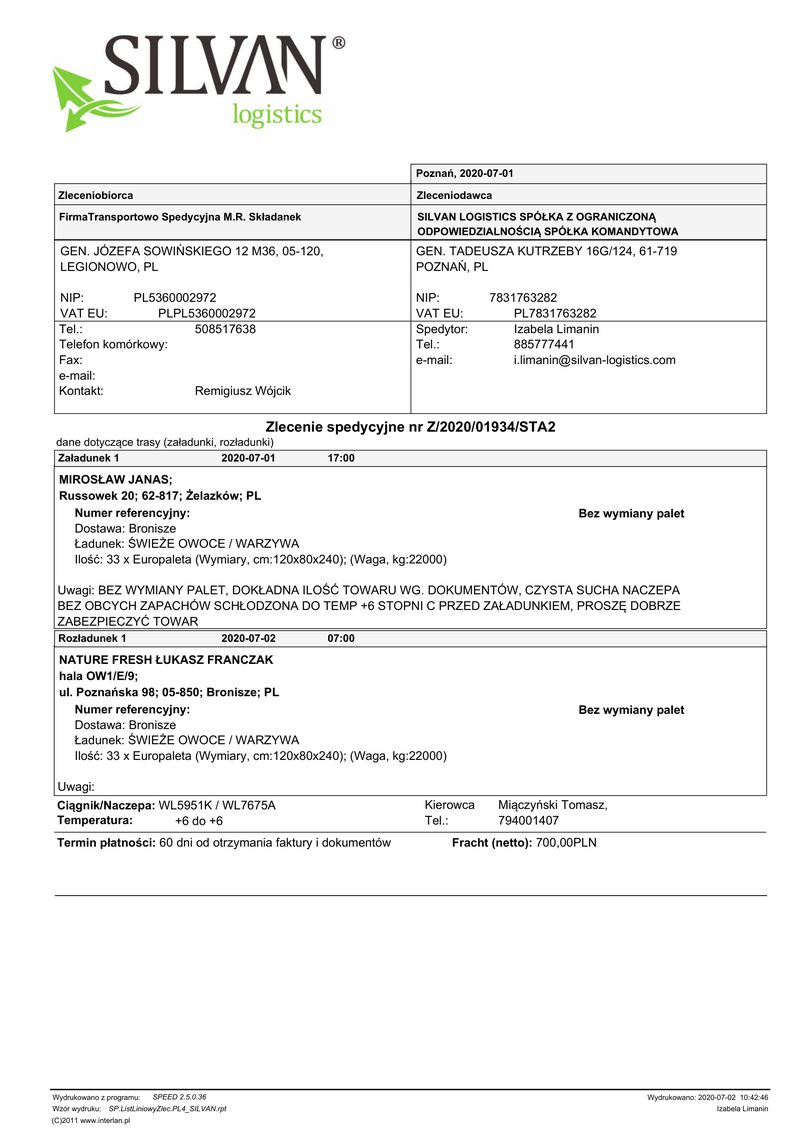 SILVAN ®
logistics
Poznań, 2020-07-01
Zleceniobiorca
Zleceniodawca
FirmaTransportowo Spedycyjna M.R. Składanek
SILVAN LOGISTICS SPÓŁKA Z OGRANICZONĄ
ODPOWIEDZIALNOŚCIĄ SPÓŁKA KOMANDYTOWA
GEN. JÓZEFA SOWIŃSKIEGO 12 M36, 05-120,
LEGIONOWO, PL
NIP: PL5360002972
VAT EU: PLPL5360002972
Tel.: 508517638
Telefon komórkowy:
Fax:
e-mail:
Kontakt: Remigiusz Wójcik
GEN. TADEUSZA KUTRZEBY 16G/124, 61-719
POZNAŃ, PL
NIP: 7831763282
VAT EU: PL7831763282
Spedytor: Izabela Limanin
Tel.: 885777441
e-mail: i.limanin@silvan-logistics.com
Zlecenie spedycyjne nr Z/2020/01934/STA2
dane dotyczące trasy (załadunki, rozładunki)
Załadunek 1 2020-07-01 17:00
MIROSŁAW JANAS;
Russowek 20; 62-817; Żelazków; PL
Numer referencyjny: Bez wymiany palet
Dostawa: Bronisze
Ładunek: ŚWIEŻE OWOCE / WARZYWA
Ilość: 33 x Europaleta (Wymiary, cm:120x80x240); (Waga, kg:22000)
Uwagi: BEZ WYMIANY PALET, DOKŁADNA ILOŚĆ TOWARU WG. DOKUMENTÓW, CZYSTA SUCHA NACZEPA
BEZ OBCYCH ZAPACHÓW SCHŁODZONA DO TEMP +6 STOPNI C PRZED ZAŁADUNKIEM, PROSZĘ DOBRZE
ZABEZPIECZYĆ TOWAR
Rozładunek 1 2020-07-02 07:00
NATURE FRESH ŁUKASZ FRANCZAK
hala OW1/E/9;
ul. Poznańska 98; 05-850; Bronisze; PL
Numer referencyjny: Bez wymiany palet
Dostawa: Bronisze
Ładunek: ŚWIEŻE OWOCE / WARZYWA
Ilość: 33 x Europaleta (Wymiary, cm:120x80x240); (Waga, kg:22000)
Uwagi:
Ciągnik/Naczepa: WL5951K / WL7675A Kierowca Miączyński Tomasz,
Temperatura: +6 do +6 Tel.: 794001407
Termin płatności: 60 dni od otrzymania faktury i dokumentów Fracht (netto): 700,00PLN
Wydrukowano z programu: SPEED 2.5.0.36 Wydrukowano: 2020-07-02 10:42:46
Wzór wydruku: SP.ListLiniowyZlec.PL4_SILVAN.rpt Izabela Limanin
(C)2011 www.interlan.pl